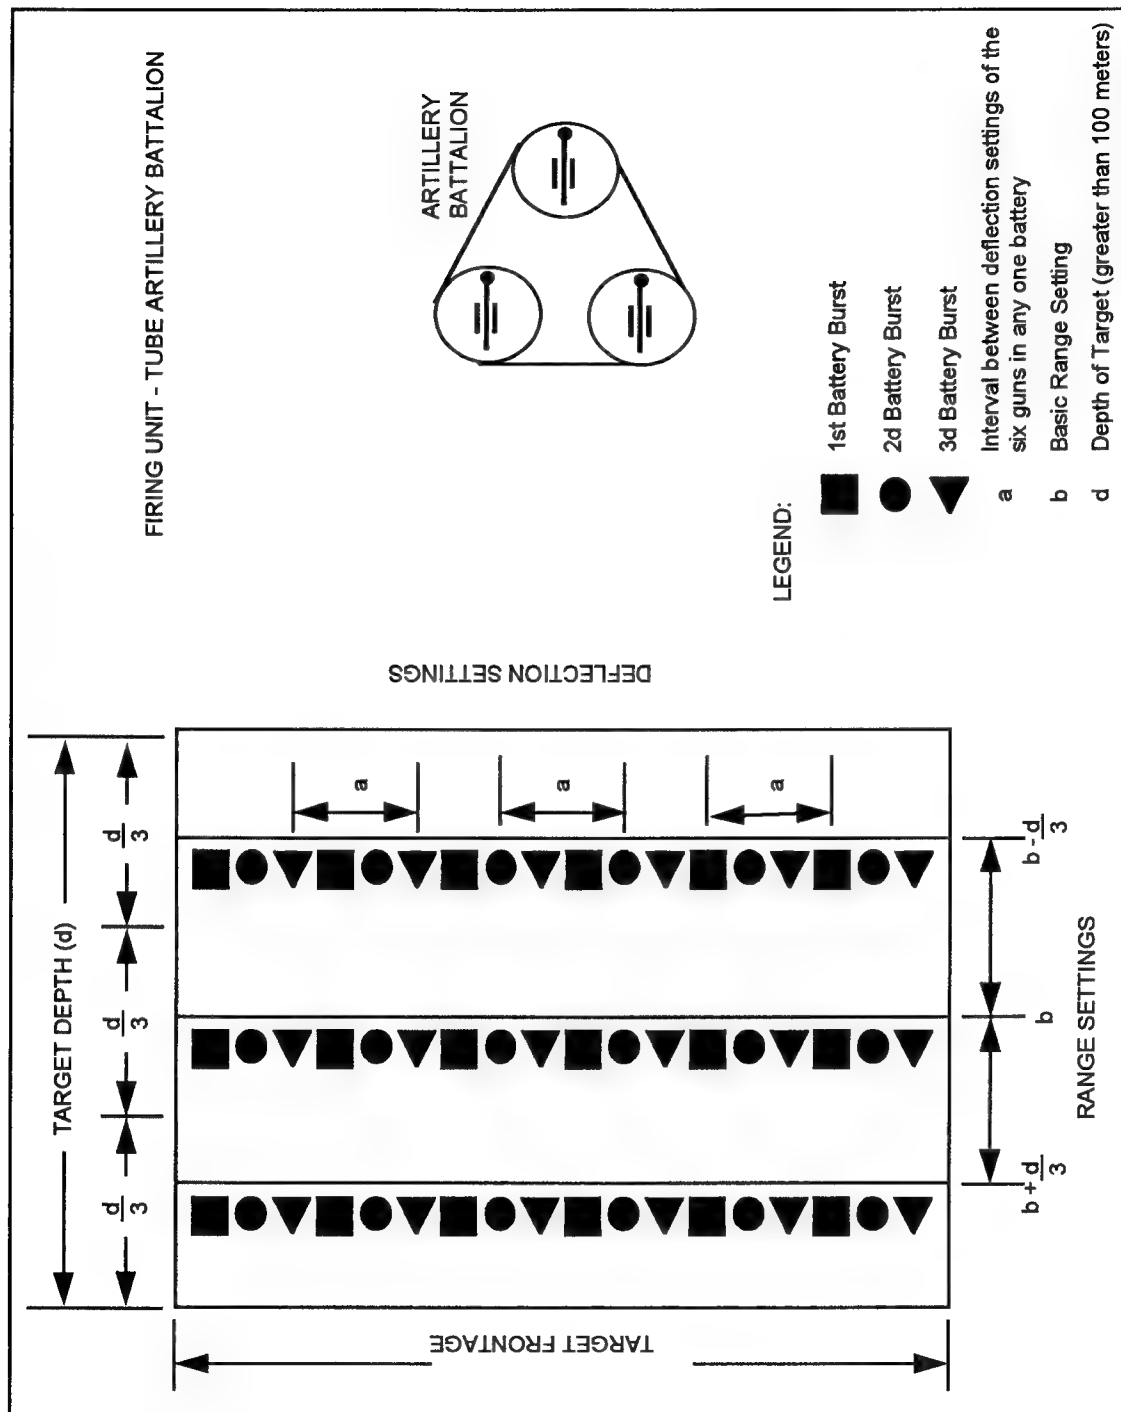 FIRING UNIT - TUBE ARTILLERY BATTALION
ARTILLERY
BATTALION
TARGET DEPTH (d)
d
3
d
3
d
3
TARGET FRONTAGE
DEFLECTION SETTINGS
a
a
a
b + d
3
b
b - d
3
RANGE SETTINGS
LEGEND:
1st Battery Burst
2d Battery Burst
3d Battery Burst
a Interval between deflection settings of the
six guns in any one battery
b Basic Range Setting
d Depth of Target (greater than 100 meters)